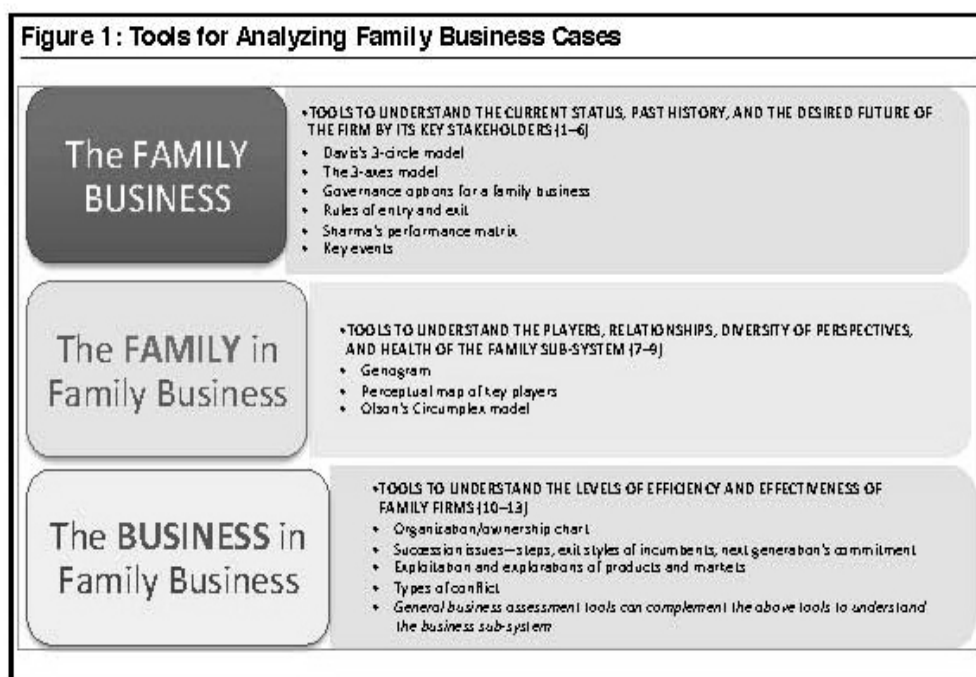 Figure 1: Tools for Analyzing Family Business Cases
The FAMILY
BUSINESS
•TOOLS TO UNDERSTAND THE CURRENT STATUS, PAST HISTORY, AND THE DESIRED FUTURE OF
THE FIRM BY ITS KEY STAKEHOLDERS (1–6)
• Davis's 3-circle model
• The 3-axes model
• Governance options for a family business
• Rules of entry and exit
• Sharma's performance matrix
• Key events
The FAMILY in
Family Business
•TOOLS TO UNDERSTAND THE PLAYERS, RELATIONSHIPS, DIVERSITY OF PERSPECTIVES,
AND HEALTH OF THE FAMILY SUB-SYSTEM (7–9)
• Genogram
• Perceptual map of key players
• Olson's Circumplex model
The BUSINESS in
Family Business
•TOOLS TO UNDERSTAND THE LEVELS OF EFFICIENCY AND EFFECTIVENESS OF
FAMILY FIRMS (10–13)
• Organization/ownership chart
• Succession issues—steps, exit styles of incumbents, next generation's commitment
• Exploitation and explorations of products and markets
• Types of conflict
• General business assessment tools can complement the above tools to understand
the business sub-system